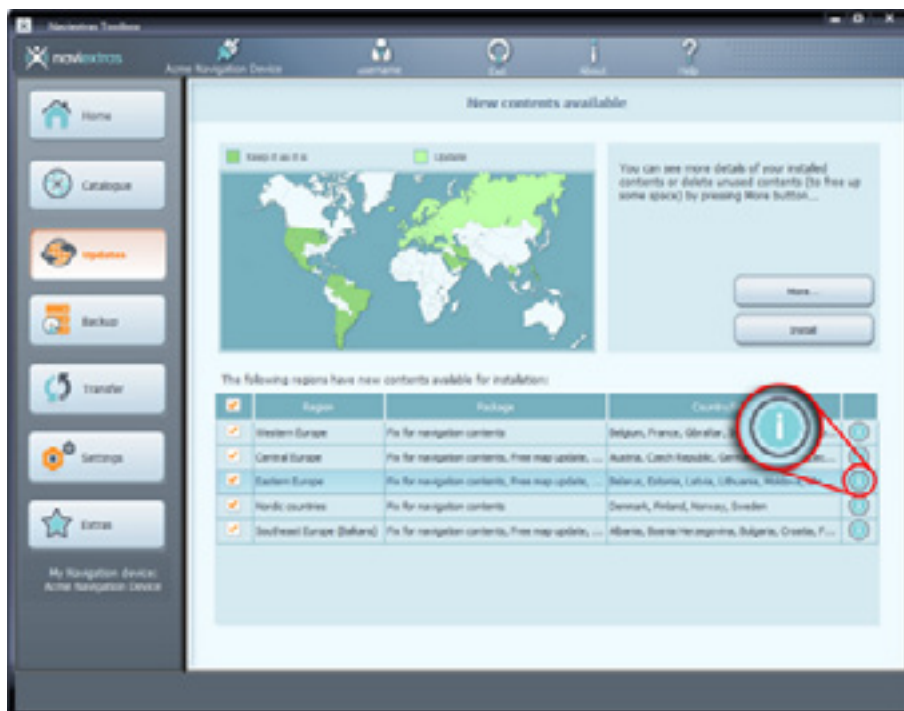 Naviextras Toolbox
naviextras
Acme Navigation Device
username
Exit
About
Help
Home
Catalogue
Updates
Backup
Transfer
Settings
Extras
My Navigation device:
Acme Navigation Device
New contents available
Keep it as it is
Update
You can see more details of your installed
contents or delete unused contents (to free up
some space) by pressing More button...
More...
Install
The following regions have new contents available for installation:
Region Package
Western Europe Fix for navigation contents Belgium, France, Gibraltar,
Central Europe Fix for navigation contents, Free map update, ... Austria, Czech Republic,
Eastern Europe Fix for navigation contents, Free map update, ... Belarus, Estonia, Latvia, Lithuania, Moldova,
Nordic countries Fix for navigation contents Denmark, Finland, Norway, Sweden
Southeast Europe (Balkans) Fix for navigation contents, Free map update, ... Albania, Bosnia-Herzegovina, Bulgaria, Croatia, F...